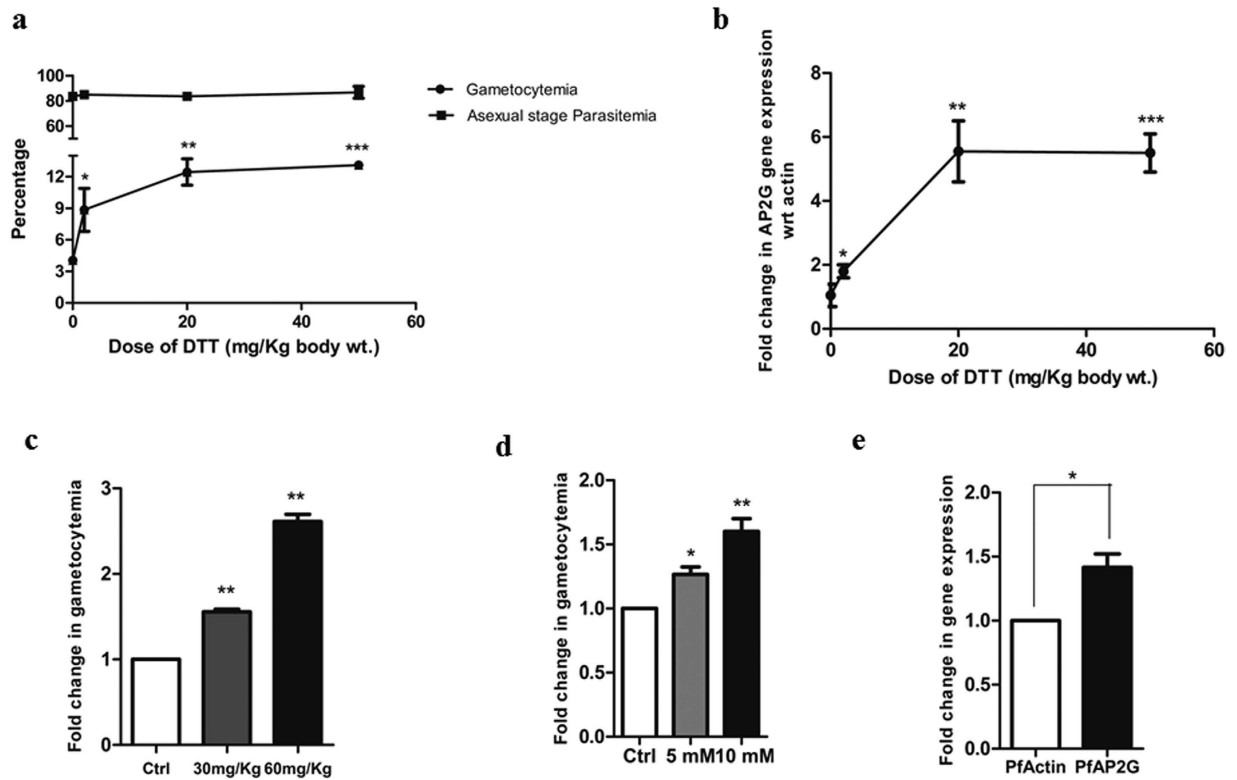 a
100
80
60
12
9
6
3
0
Percentage
*
**
***
0 20 40 60
Dose of DTT (mg/Kg body wt.)
Gametocytemia
Asexual stage Parasitemia
b
8
6
4
2
0
Fold change in AP2G gene expression
wrt actin
*
**
***
0 20 40 60
Dose of DTT (mg/Kg body wt.)
c
3
2
1
0
Fold change in gametocytemia
**
**
Ctrl 30mg/Kg 60mg/Kg
d
2.0
1.5
1.0
0.5
0.0
Fold change in gametocytemia
*
**
Ctrl 5 mM 10 mM
e
2.0
1.5
1.0
0.5
0.0
Fold change in gene expression
*
PfActin PfAP2G